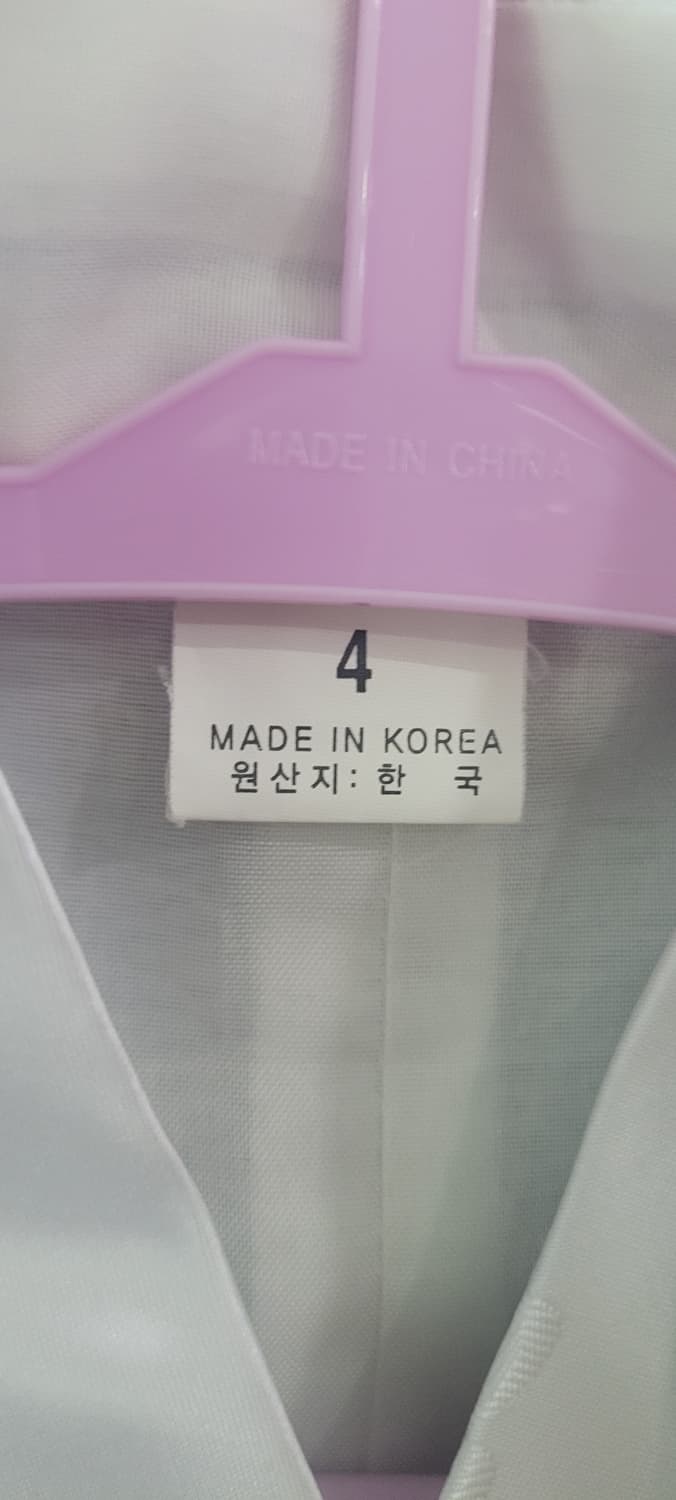 MADE IN CHINA
4
MADE IN KOREA
원산지: 한 국